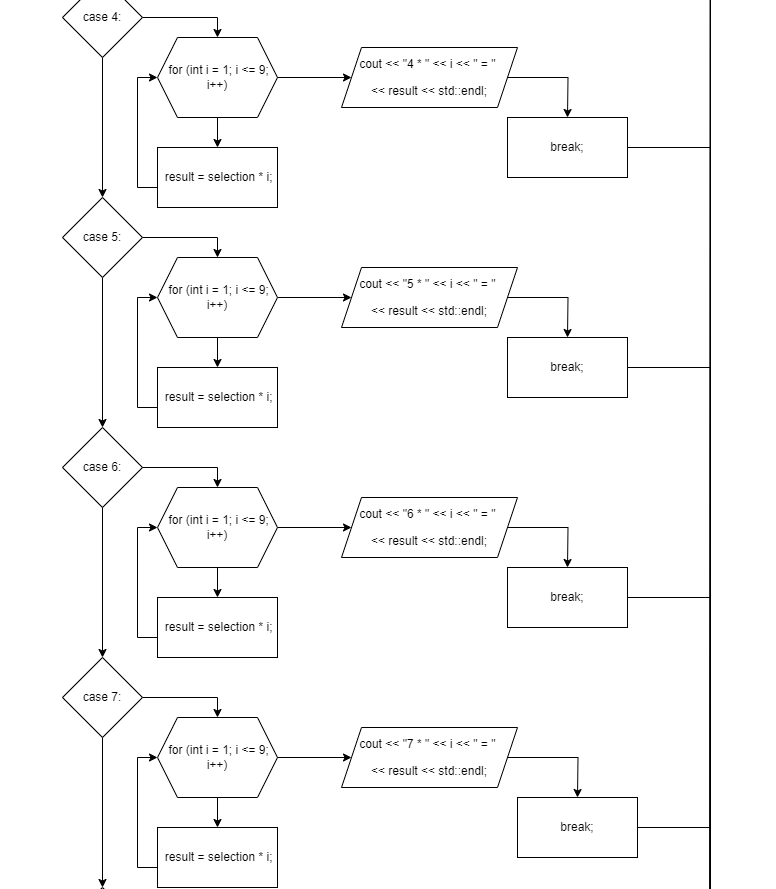 case 4:
for (int i = 1; i <= 9;
i++)
cout << "4 * " << i << " = "
<< result << std::endl;
break;
result = selection * i;
case 5:
for (int i = 1; i <= 9;
i++)
cout << "5 * " << i << " = "
<< result << std::endl;
break;
result = selection * i;
case 6:
for (int i = 1; i <= 9;
i++)
cout << "6 * " << i << " = "
<< result << std::endl;
break;
result = selection * i;
case 7:
for (int i = 1; i <= 9;
i++)
cout << "7 * " << i << " = "
<< result << std::endl;
break;
result = selection * i;